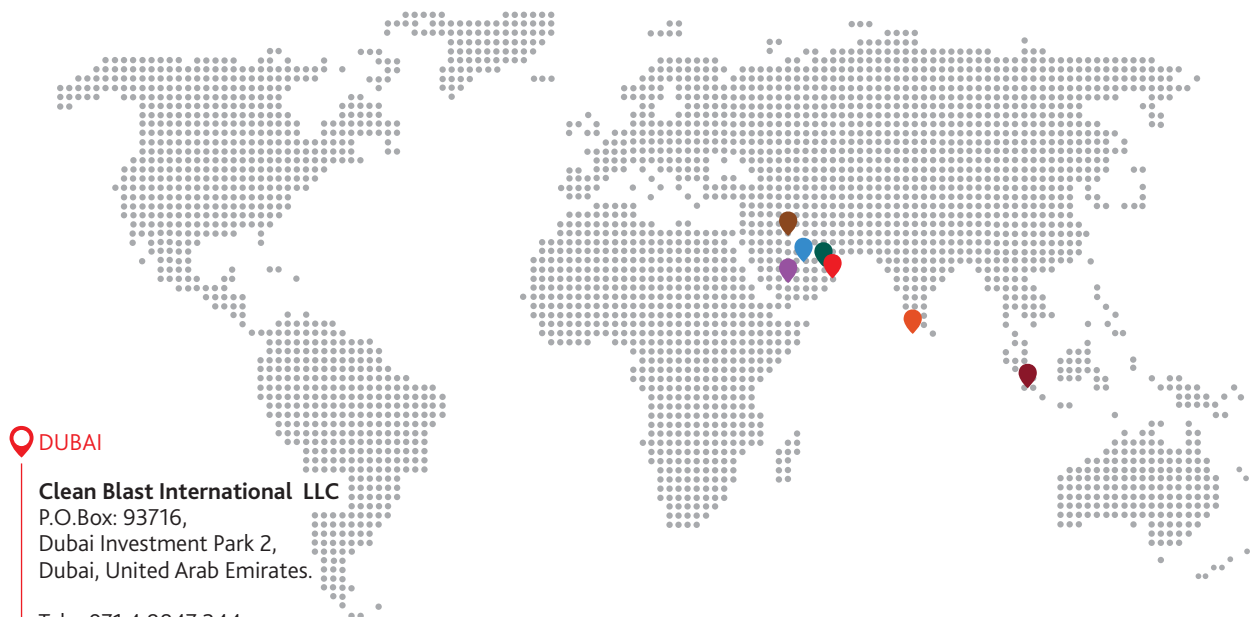 DUBAI
Clean Blast International LLC
P.O.Box: 93716,
Dubai Investment Park 2,
Dubai, United Arab Emirates.